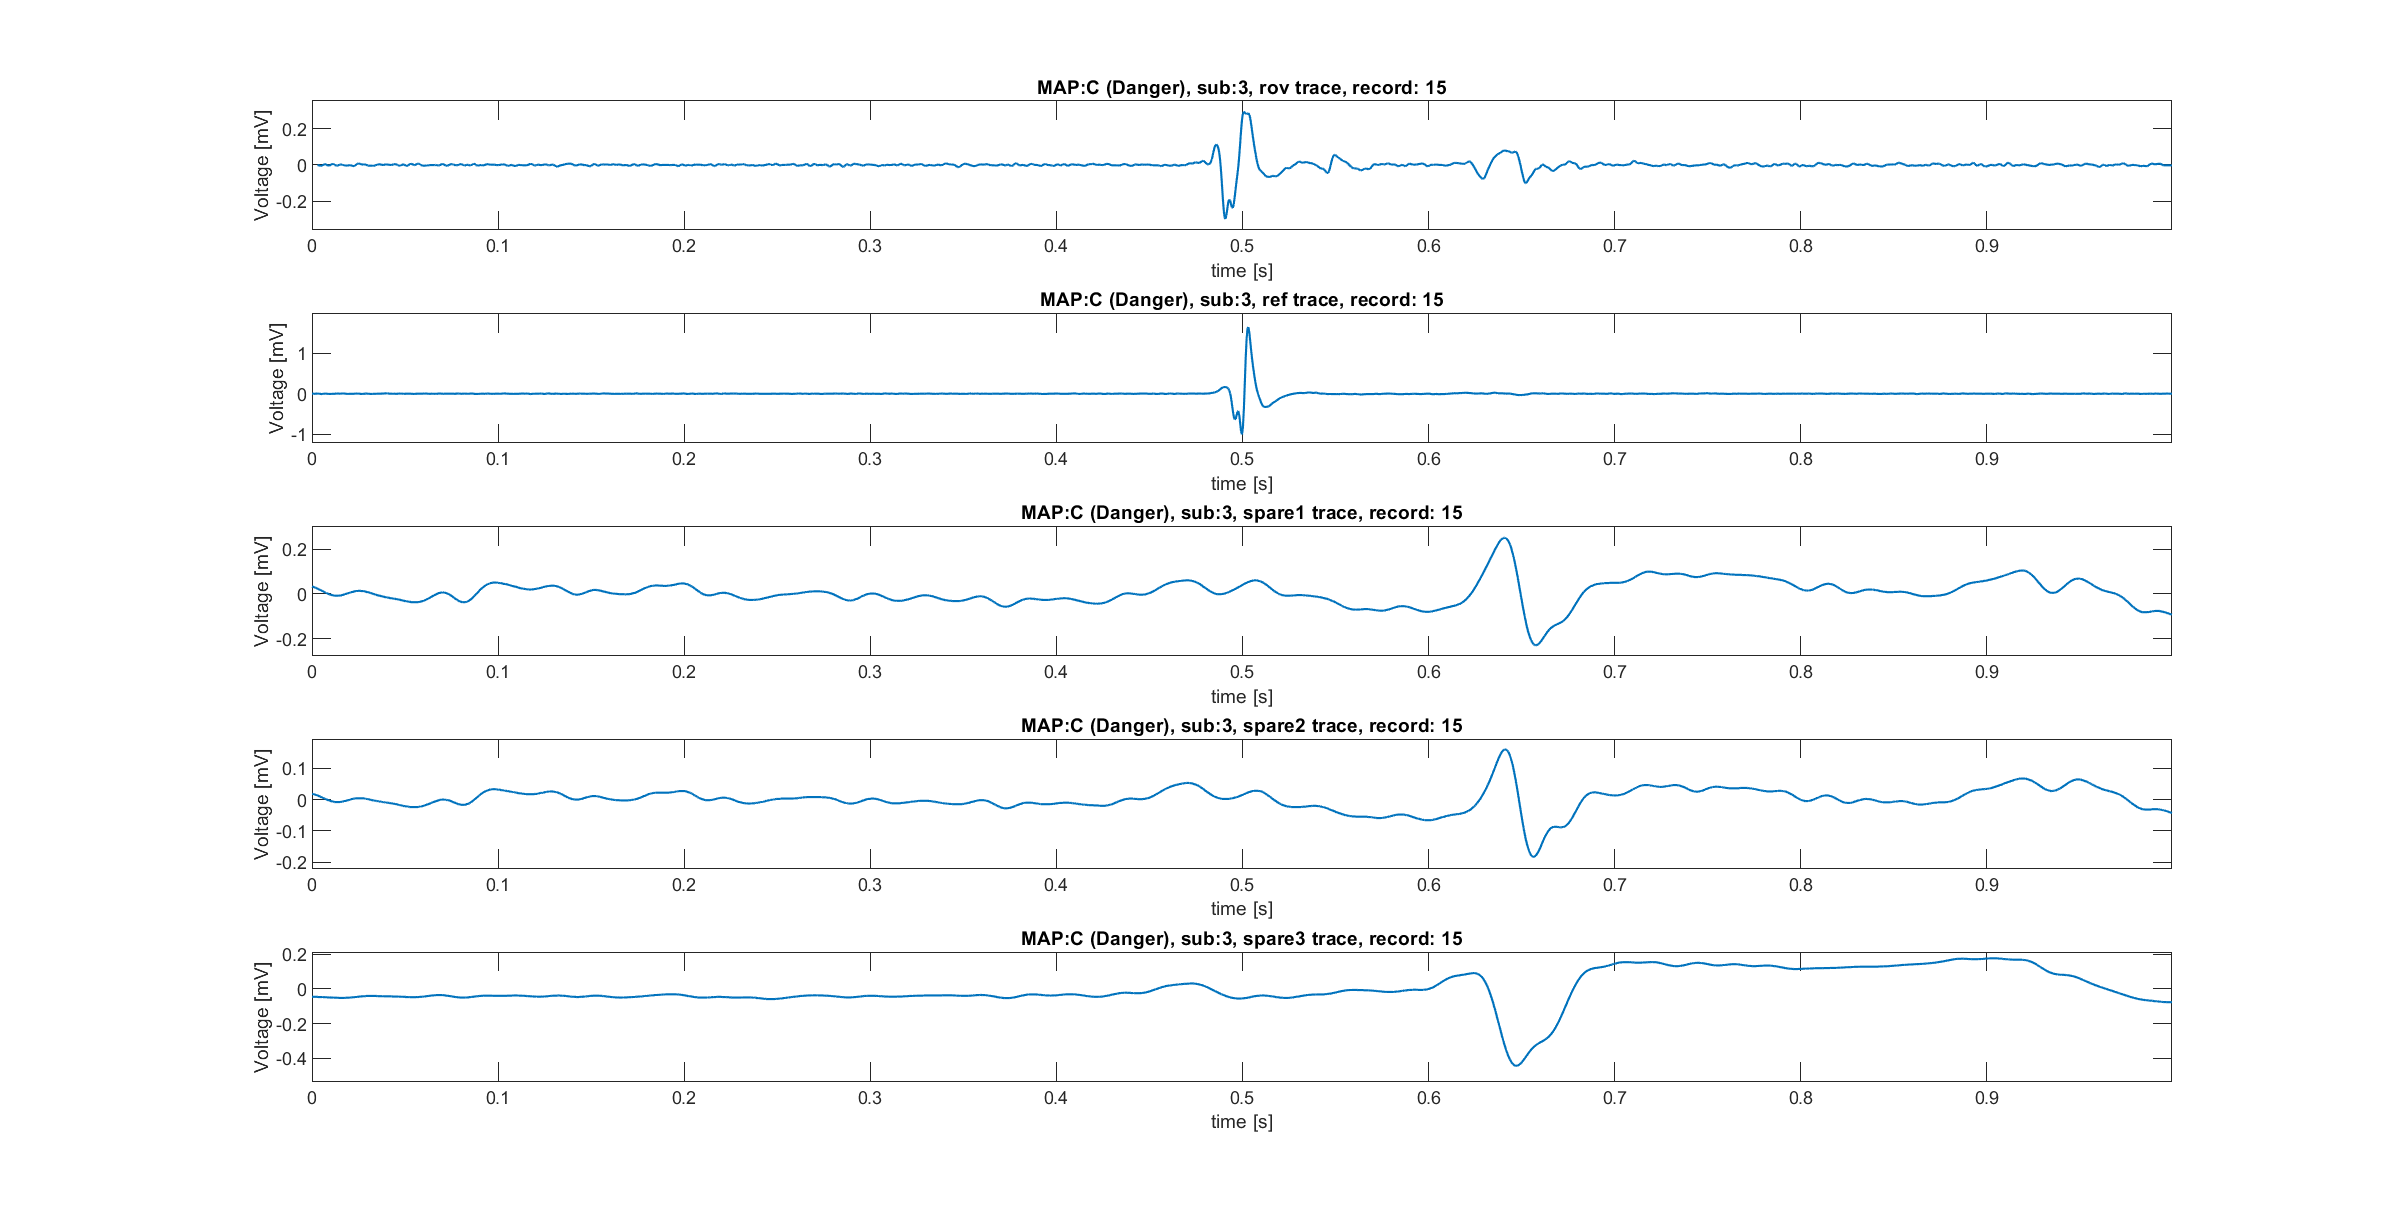 MAP:C (Danger), sub:3, rov trace, record: 15
Voltage [mV]
0.2
0
-0.2
0 0.1 0.2 0.3 0.4 0.5 0.6 0.7 0.8 0.9
time [s]
MAP:C (Danger), sub:3, ref trace, record: 15
Voltage [mV]
1
0
-1
0 0.1 0.2 0.3 0.4 0.5 0.6 0.7 0.8 0.9
time [s]
MAP:C (Danger), sub:3, spare1 trace, record: 15
Voltage [mV]
0.2
0
-0.2
0 0.1 0.2 0.3 0.4 0.5 0.6 0.7 0.8 0.9
time [s]
MAP:C (Danger), sub:3, spare2 trace, record: 15
Voltage [mV]
0.1
0
-0.1
-0.2
0 0.1 0.2 0.3 0.4 0.5 0.6 0.7 0.8 0.9
time [s]
MAP:C (Danger), sub:3, spare3 trace, record: 15
Voltage [mV]
0.2
0
-0.2
-0.4
0 0.1 0.2 0.3 0.4 0.5 0.6 0.7 0.8 0.9
time [s]